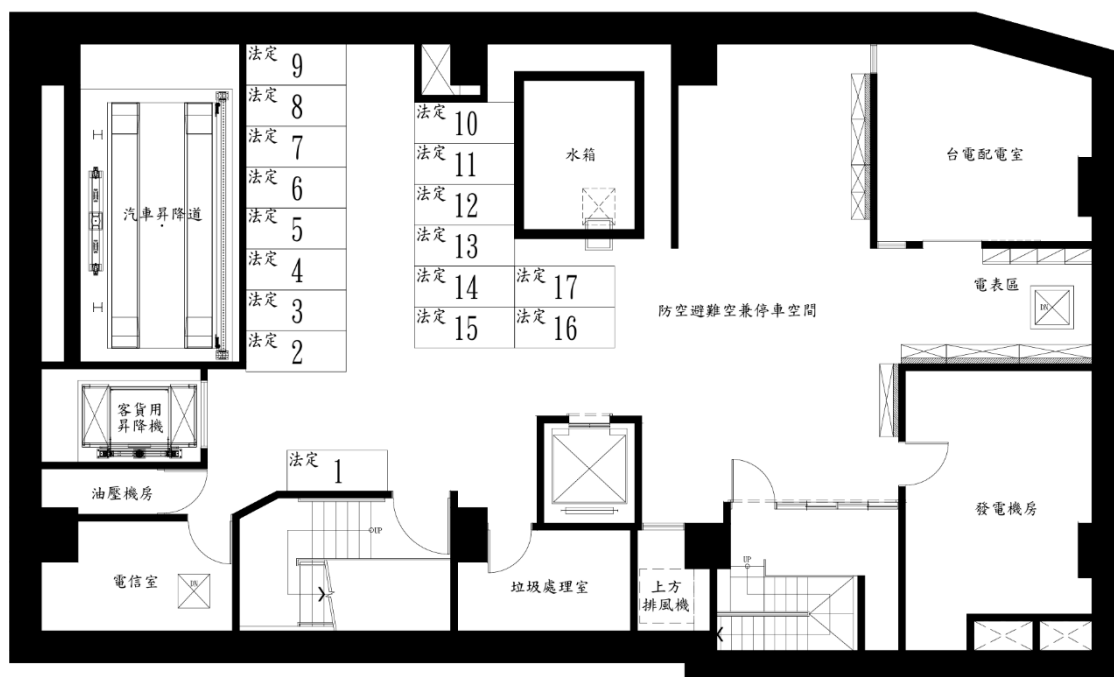 法定 9
法定 8
法定 7
法定 6
法定 5
法定 4
法定 3
法定 2
汽車昇降道
法定 10
法定 11
法定 12
法定 13
法定 14
法定 15
法定 17
法定 16
水箱
台電配電室
電表區
DN
防空避難空兼停車空間
客貨用
昇降機
法定 1
油壓機房
電信室
DN
UP
垃圾處理室
上方
排風機
UP
發電機房